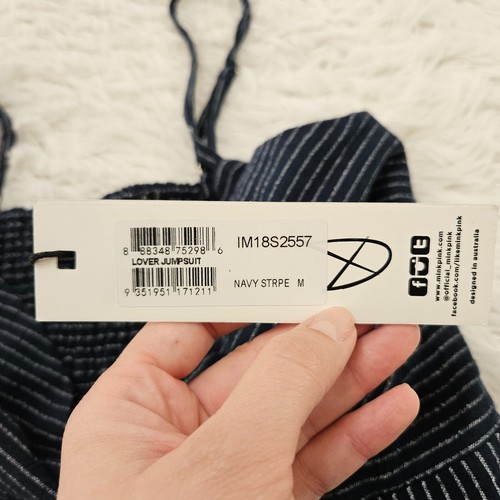 8 88348 75298 6
LOVER JUMPSUIT
9 351951 171211
IM18S2557
NAVY STRPE M
www.minkpink.com
@official_minkpink
facebook.com/likeminkpink
designed in australia